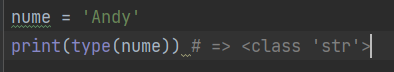 nume = 'Andy'
print(type(nume)) # => <class 'str'>